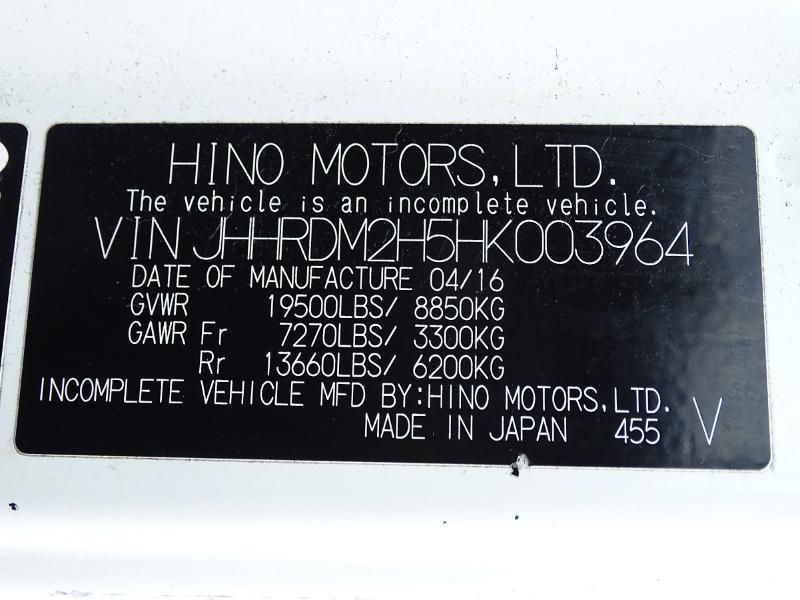 HINO MOTORS, LTD.
The vehicle is an incomplete vehicle.
VIN JHHRDM2H5HK003964
DATE OF MANUFACTURE 04/16
GVWR 19500LBS/ 8850KG
GAWR Fr 7270LBS/ 3300KG
Rr 13660LBS/ 6200KG
INCOMPLETE VEHICLE MFD BY:HINO MOTORS, LTD.
MADE IN JAPAN 455 V